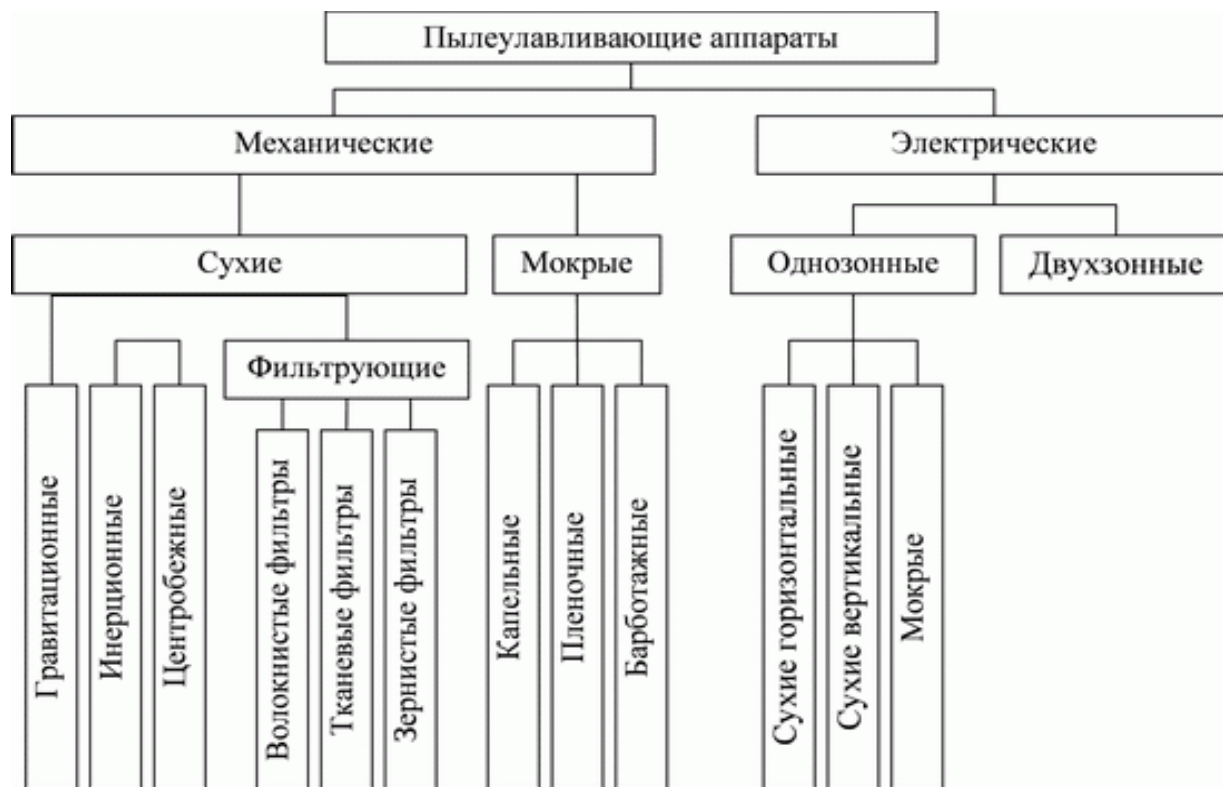 Пылеулавливающие аппараты
Механические
Электрические
Сухие
Мокрые
Однозонные
Двухзонные
Фильтрующие
Гравитационные
Инерционные
Центробежные
Волокнистые фильтры
Тканевые фильтры
Зернистые фильтры
Капельные
Пленочные
Барботажные
Сухие горизонтальные
Сухие вертикальные
Мокрые